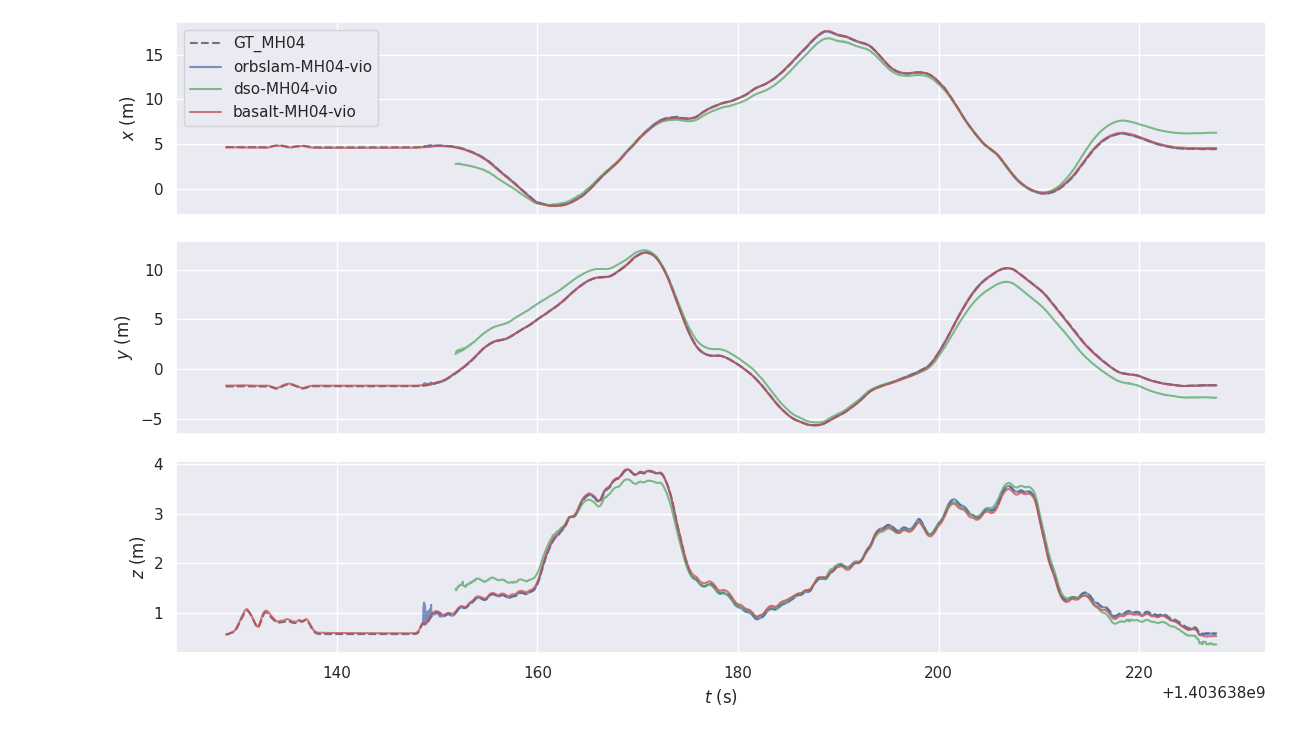 15
10
5
0
x (m)
GT_MH04
orbslam-MH04-vio
dso-MH04-vio
basalt-MH04-vio
10
5
0
−5
y (m)
4
3
2
1
z (m)
140 160 180 200 220
t (s)
+1.403638e9